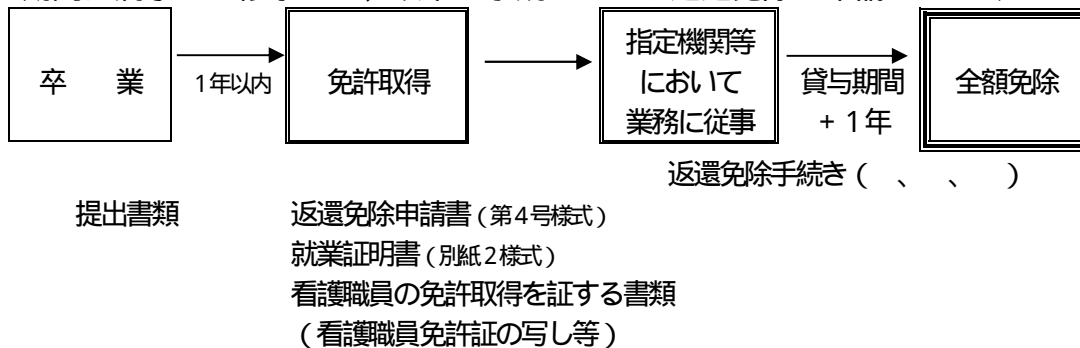 卒　　業
1年以内
免許取得
指定機関等
において
業務に従事
貸与期間
+ 1年
全額免除
返還免除手続き (　、　、　)
提出書類　返還免除申請書 (第4号様式)
就業証明書 (別紙2様式)
看護職員の免許取得を証する書類
(看護職員免許証の写し等)